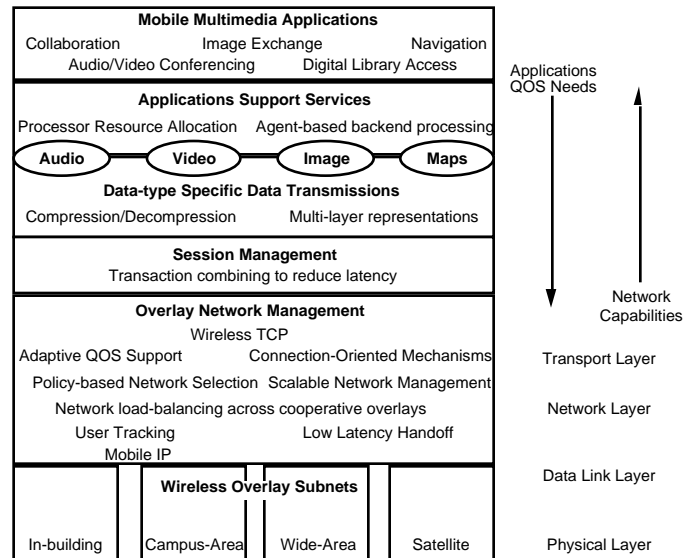 Mobile Multimedia Applications
Collaboration Image Exchange Navigation
Audio/Video Conferencing Digital Library Access
Applications
QOS Needs
Applications Support Services
Processor Resource Allocation Agent-based backend processing
Audio Video Image Maps
Data-type Specific Data Transmissions
Compression/Decompression Multi-layer representations
Session Management
Transaction combining to reduce latency
Network
Capabilities
Overlay Network Management
Wireless TCP
Adaptive QOS Support Connection-Oriented Mechanisms Transport Layer
Policy-based Network Selection Scalable Network Management
Network load-balancing across cooperative overlays Network Layer
User Tracking Low Latency Handoff
Mobile IP
Data Link Layer
Wireless Overlay Subnets
In-building Campus-Area Wide-Area Satellite Physical Layer